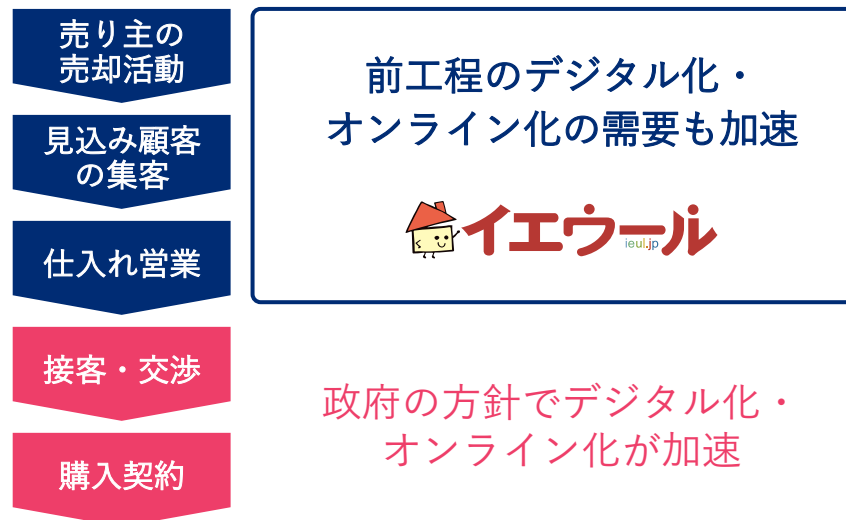 売り主の
売却活動
見込み顧客
の集客
仕入れ営業
接客・交渉
購入契約
前工程のデジタル化・
オンライン化の需要も加速
イエウール
ieul.jp
政府の方針でデジタル化・
オンライン化が加速